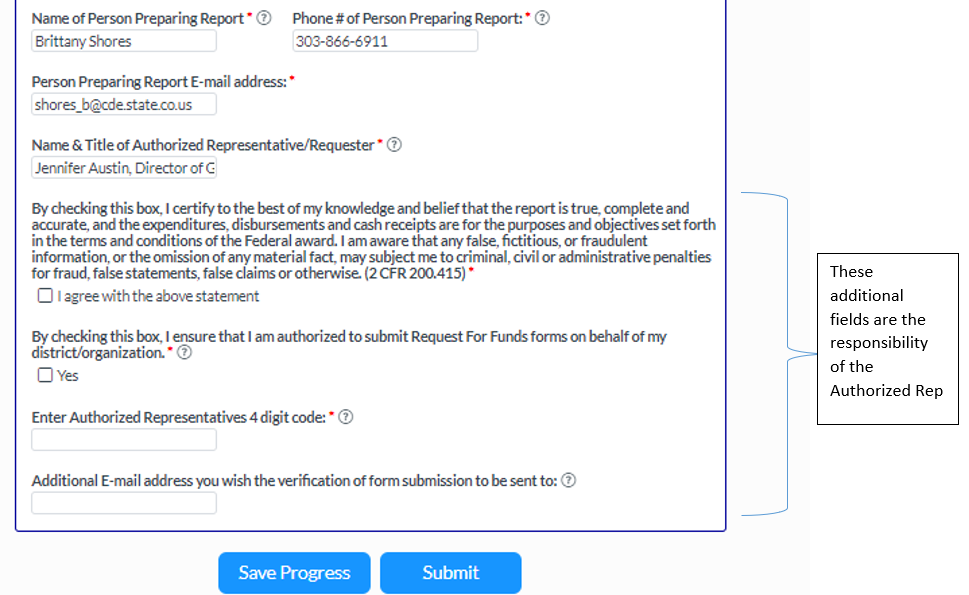 Name of Person Preparing Report * ? Phone # of Person Preparing Report: * ?
Brittany Shores 303-866-6911
Person Preparing Report E-mail address: *
shores_b@cde.state.co.us
Name & Title of Authorized Representative/Requester * ?
Jennifer Austin, Director of G
By checking this box, I certify to the best of my knowledge and belief that the report is true, complete and
accurate, and the expenditures, disbursements and cash receipts are for the purposes and objectives set forth
in the terms and conditions of the Federal award. I am aware that any false, fictitious, or fraudulent
information, or the omission of any material fact, may subject me to criminal, civil or administrative penalties
for fraud, false statements, false claims or otherwise. (2 CFR 200.415) *
I agree with the above statement
By checking this box, I ensure that I am authorized to submit Request For Funds forms on behalf of my
district/organization. * ?
Yes
Enter Authorized Representatives 4 digit code: * ?
Additional E-mail address you wish the verification of form submission to be sent to: ?
Save Progress Submit
These
additional
fields are the
responsibility
of the
Authorized Rep